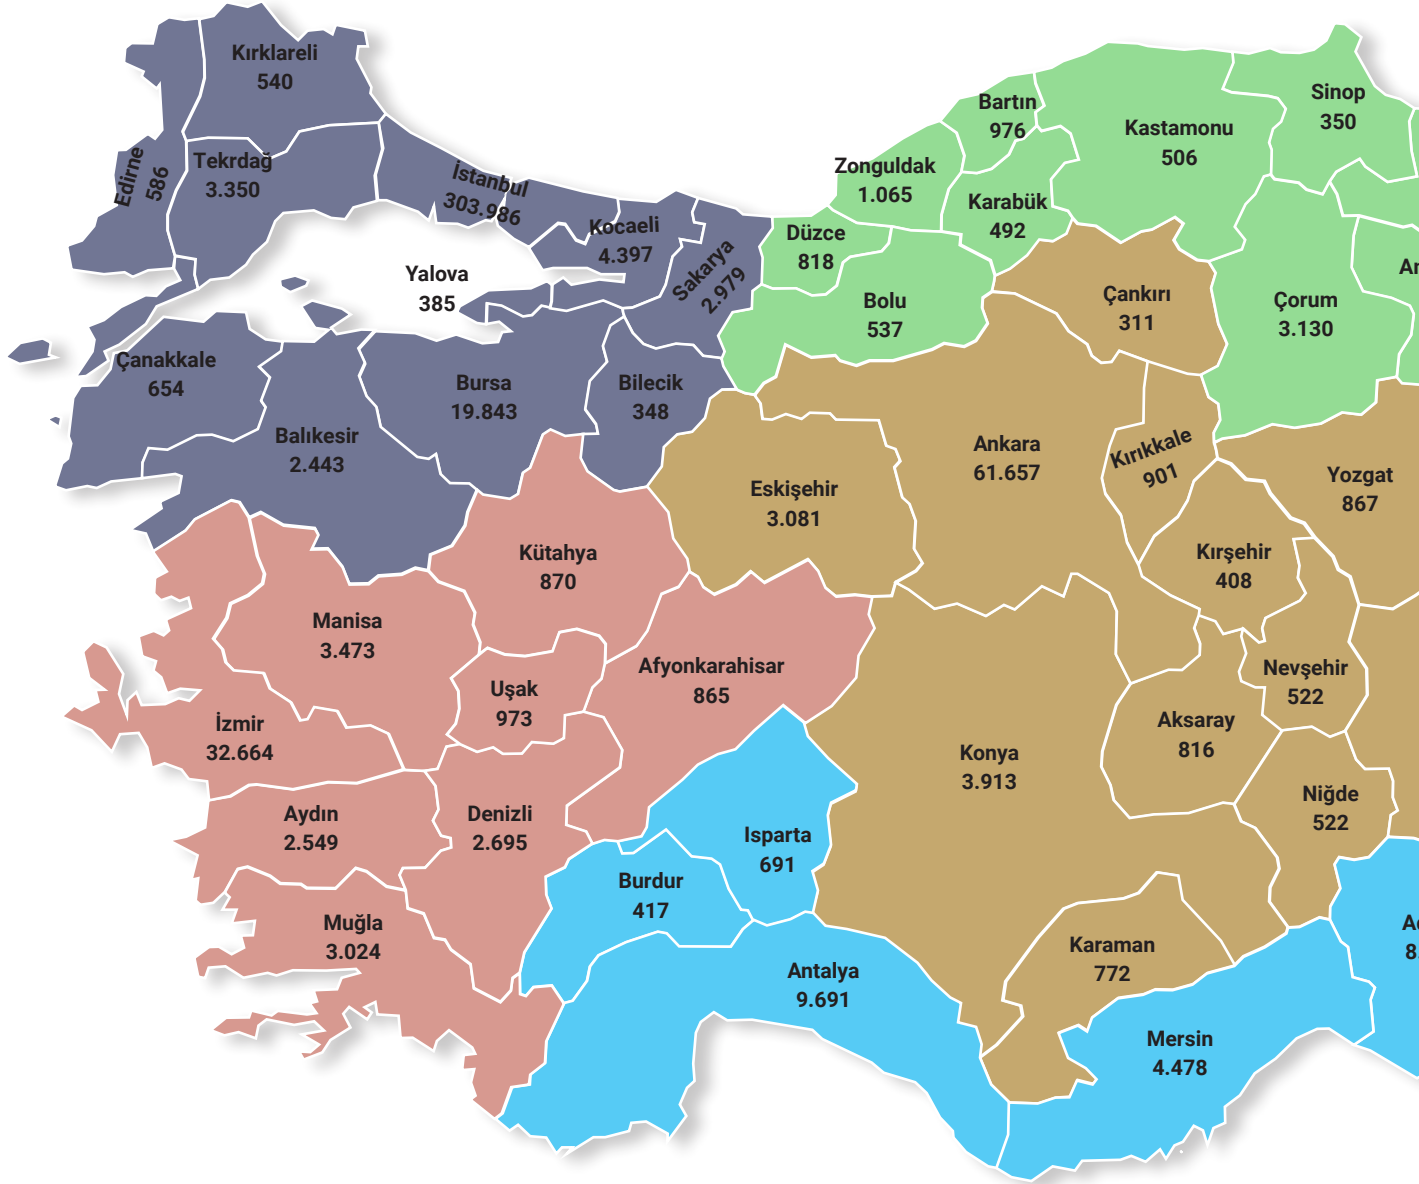 Kırklareli
540
Edirne
586
Tekrdağ
3.350
İstanbul
303.986
Kocaeli
4.397
Sakarya
2.979
Yalova
385
Çanakkale
654
Balıkesir
2.443
Bursa
19.843
Bilecik
348
Bartın
976
Zonguldak
1.065
Karabük
492
Kastamonu
506
Sinop
350
Düzce
818
Bolu
537
Çankırı
311
Çorum
3.130
Ankara
61.657
Kırıkkale
901
Yozgat
867
Eskişehir
3.081
Kırşehir
408
Kütahya
870
Manisa
3.473
Uşak
973
Afyonkarahisar
865
İzmir
32.664
Nevşehir
522
Aksaray
816
Konya
3.913
Niğde
522
Aydın
2.549
Denizli
2.695
Isparta
691
Burdur
417
Muğla
3.024
Antalya
9.691
Karaman
772
Mersin
4.478